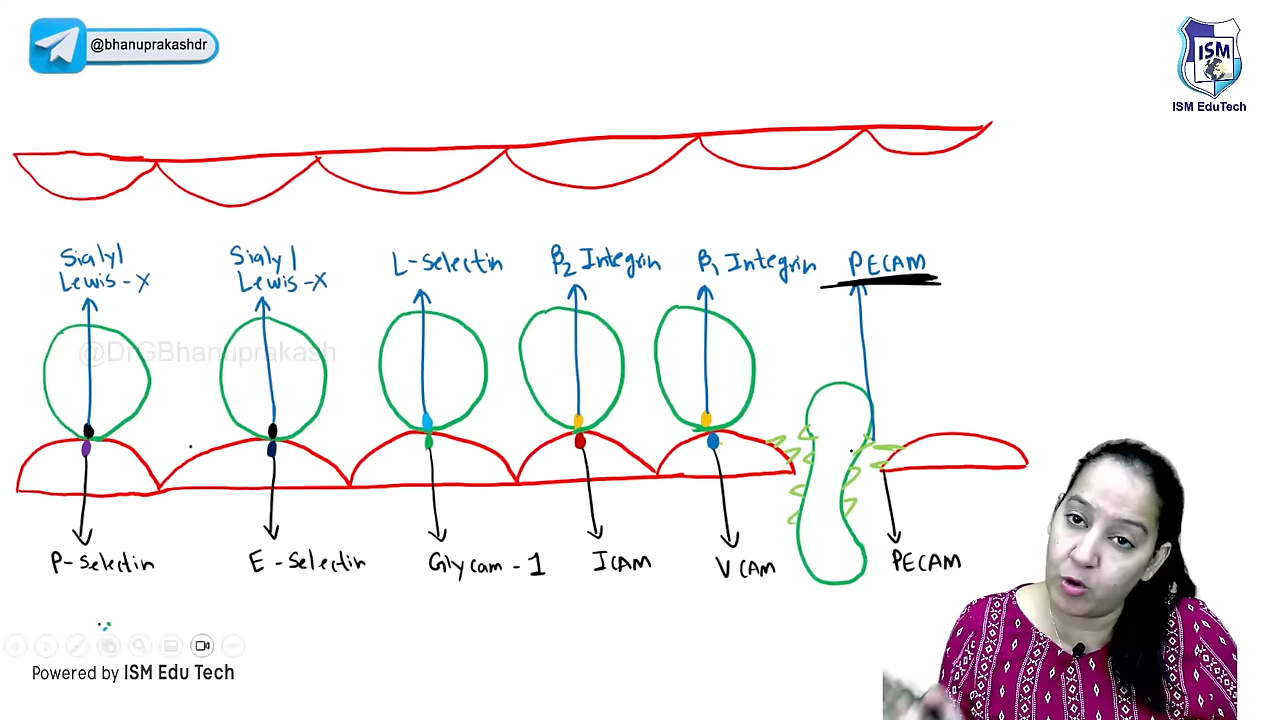 @bhanuprakashdr
ISM
ISM EduTech
Sialyl
Lewis-X
Sialyl
Lewis-X
L-Selectin
β2 Integrin
β1 Integrin
PECAM
@DrGBhanuprakash
P-Selectin
E-Selectin
Glycam-1
ICAM
VCAM
PECAM
Powered by ISM Edu Tech